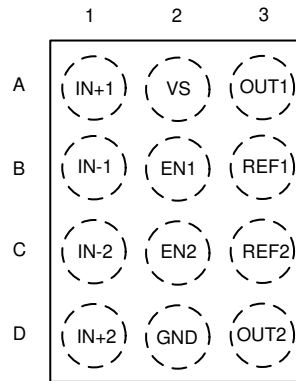 1 2 3
A IN+1 VS OUT1
B IN-1 EN1 REF1
C IN-2 EN2 REF2
D IN+2 GND OUT2